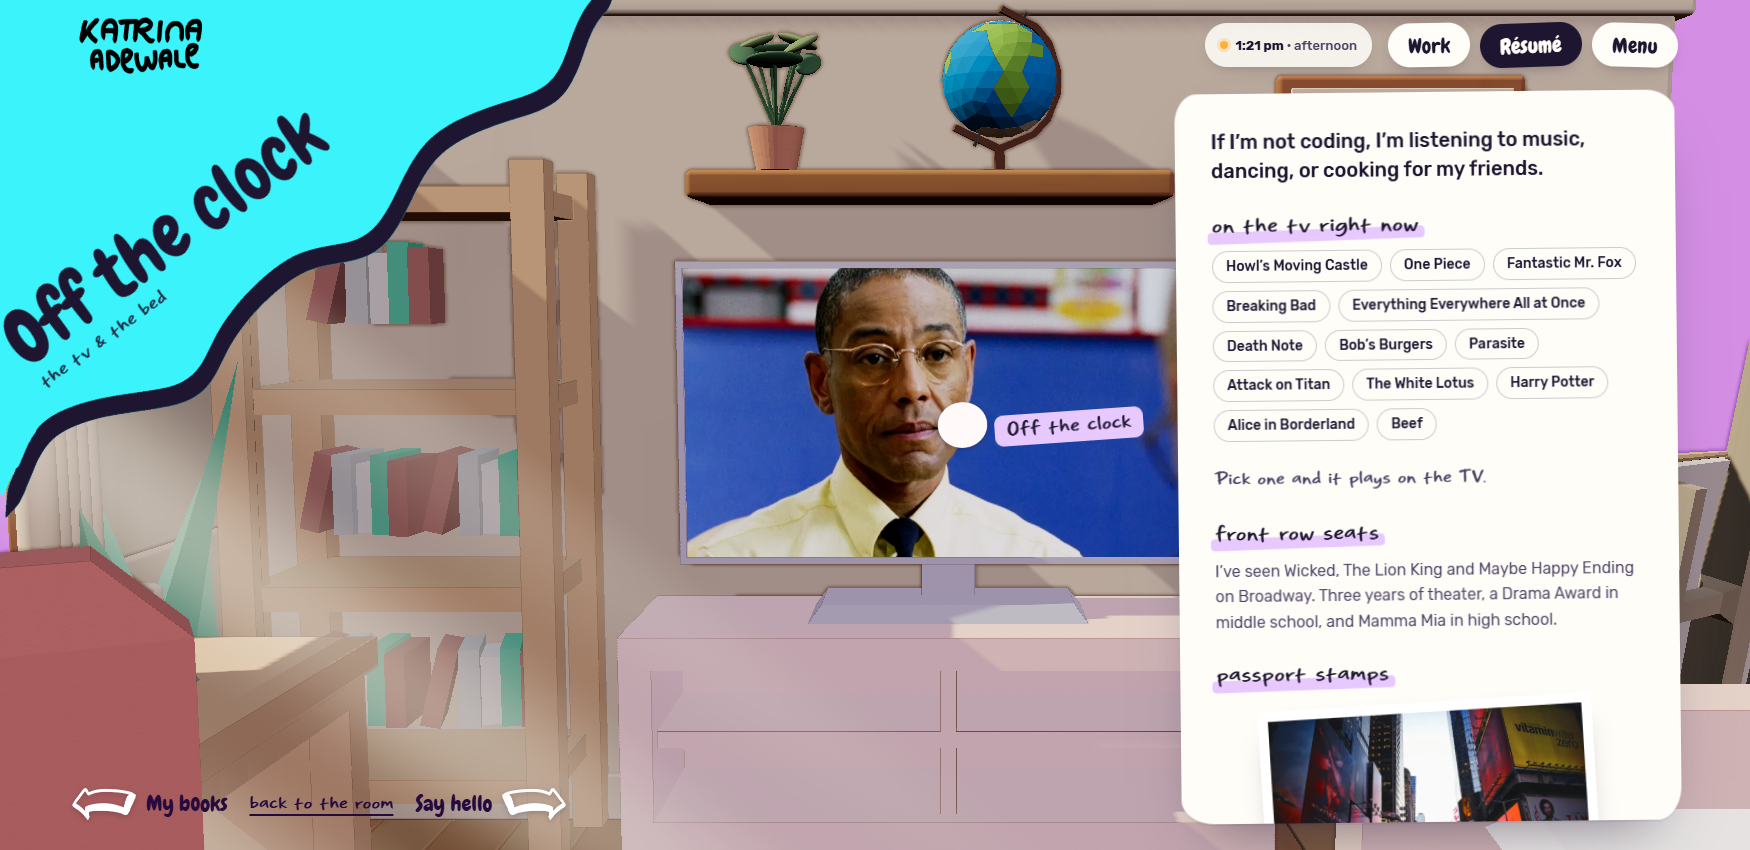 KATRINA
ADEWALE
Off the clock
the tv & the bed
1:21 pm • afternoon
Work
Résumé
Menu
If I’m not coding, I’m listening to music,
dancing, or cooking for my friends.
on the tv right now
Howl’s Moving Castle
One Piece
Fantastic Mr. Fox
Breaking Bad
Everything Everywhere All at Once
Death Note
Bob’s Burgers
Parasite
Attack on Titan
The White Lotus
Harry Potter
Alice in Borderland
Beef
Pick one and it plays on the TV.
Off the clock
front row seats
I’ve seen Wicked, The Lion King and Maybe Happy Ending
on Broadway. Three years of theater, a Drama Award in
middle school, and Mamma Mia in high school.
passport stamps
vitaminwater
zero
My books
back to the room
Say hello